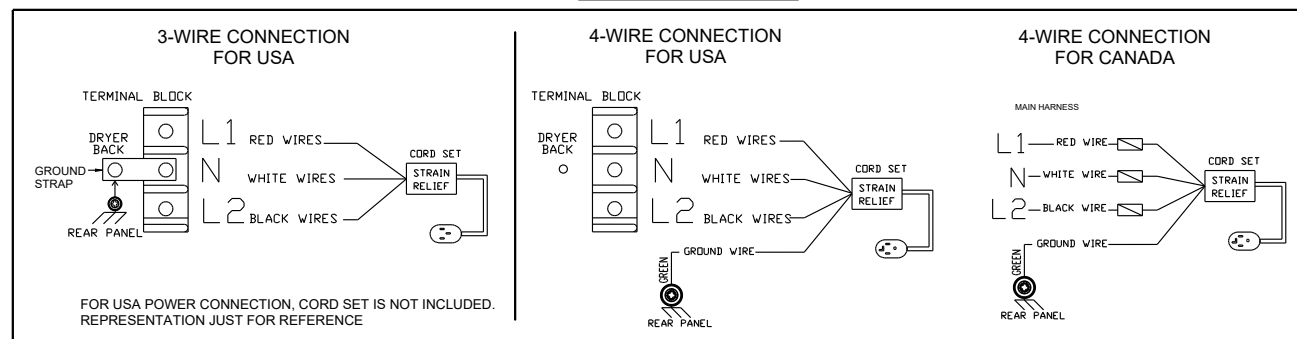 3-WIRE CONNECTION
FOR USA
TERMINAL BLOCK
DRYER
BACK
GROUND
STRAP
REAR PANEL
L1 RED WIRES
N WHITE WIRES
L2 BLACK WIRES
CORD SET
STRAIN
RELIEF
FOR USA POWER CONNECTION, CORD SET IS NOT INCLUDED.
REPRESENTATION JUST FOR REFERENCE
4-WIRE CONNECTION
FOR USA
TERMINAL BLOCK
DRYER
BACK
L1 RED WIRES
N WHITE WIRES
L2 BLACK WIRES
GROUND WIRE
GREEN
REAR PANEL
CORD SET
STRAIN
RELIEF
4-WIRE CONNECTION
FOR CANADA
MAIN HARNESS
L1 RED WIRE
N WHITE WIRE
L2 BLACK WIRE
GROUND WIRE
GREEN
REAR PANEL
CORD SET
STRAIN
RELIEF